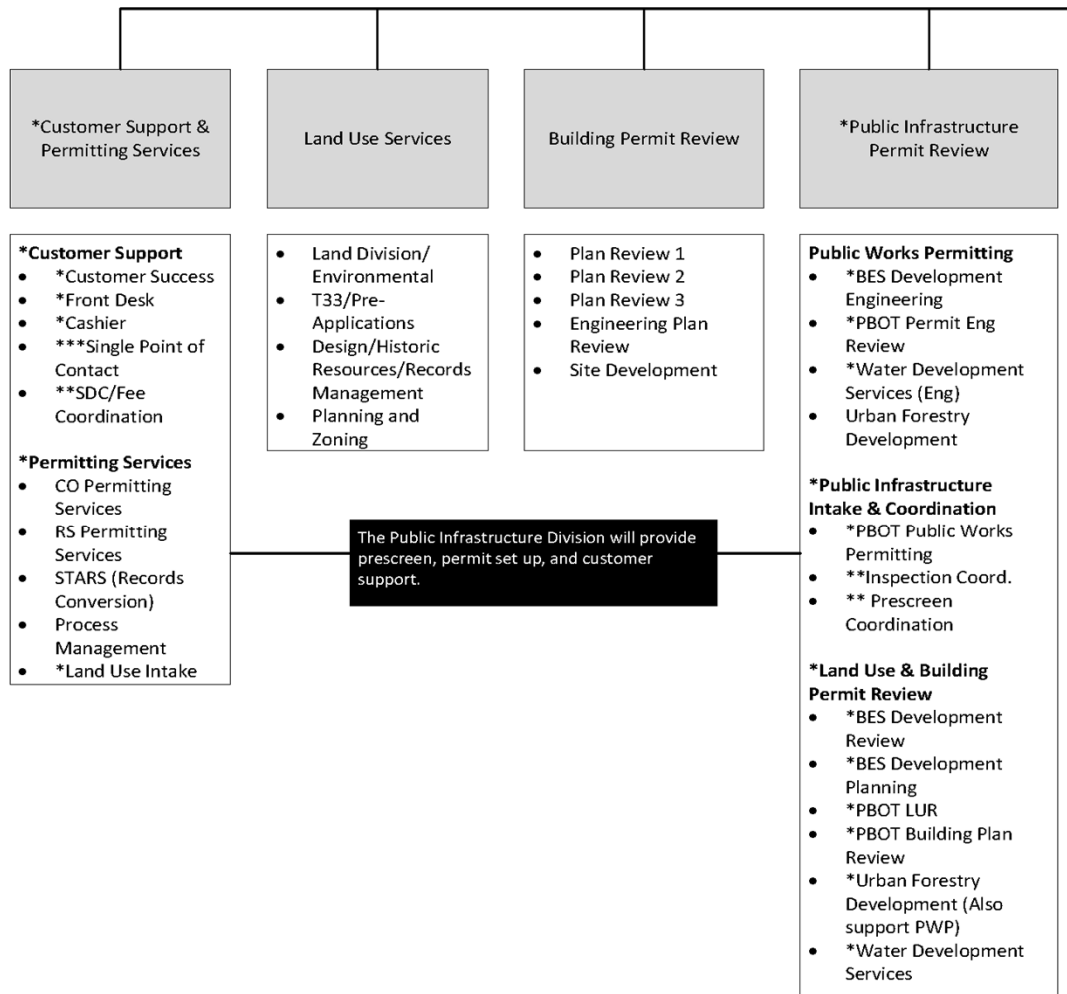 *Customer Support &
Permitting Services
Land Use Services
Building Permit Review
*Public Infrastructure
Permit Review
*Customer Support
• *Customer Success
• *Front Desk
• *Cashier
• ***Single Point of
Contact
• **SDC/Fee
Coordination
*Permitting Services
• CO Permitting
Services
• RS Permitting
Services
• STARS (Records
Conversion)
• Process
Management
• *Land Use Intake
• Land Division/
Environmental
• T33/Pre-
Applications
• Design/Historic
Resources/Records
Management
• Planning and
Zoning
• Plan Review 1
• Plan Review 2
• Plan Review 3
• Engineering Plan
Review
• Site Development
Public Works Permitting
• *BES Development
Engineering
• *PBOT Permit Eng
Review
• *Water Development
Services (Eng)
• Urban Forestry
Development
*Public Infrastructure
Intake & Coordination
• *PBOT Public Works
Permitting
• **Inspection Coord.
• ** Prescreen
Coordination
*Land Use & Building
Permit Review
• *BES Development
Review
• *BES Development
Planning
• *PBOT LUR
• *PBOT Building Plan
Review
• *Urban Forestry
Development (Also
support PWP)
• *Water Development
Services
The Public Infrastructure Division will provide
prescreen, permit set up, and customer
support.